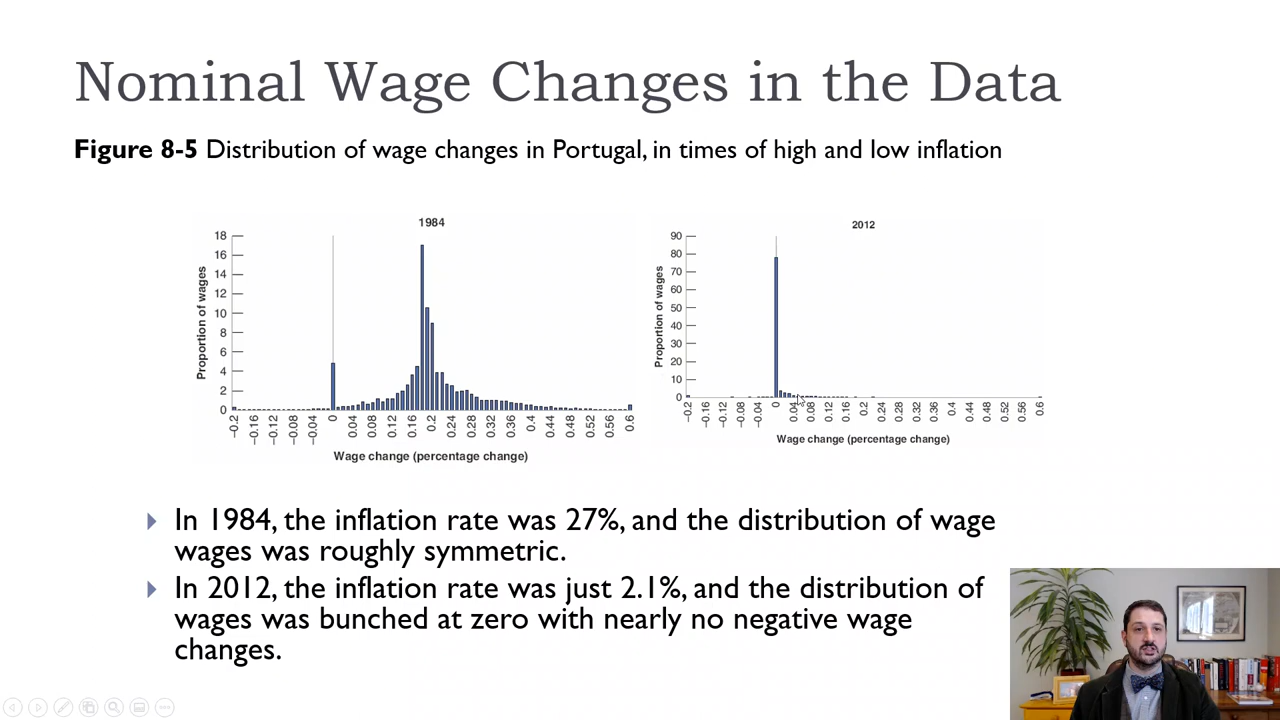 Nominal Wage Changes in the Data
Figure 8-5 Distribution of wage changes in Portugal, in times of high and low inflation
1984
Proportion of wages
18
16
14
12
10
8
6
4
2
0
−0.2 −0.16 −0.12 −0.08 −0.04 0 0.04 0.08 0.12 0.16 0.2 0.24 0.28 0.32 0.36 0.4 0.44 0.48 0.52 0.56 0.6
Wage change (percentage change)
2012
Proportion of wages
90
80
70
60
50
40
30
20
10
0
−0.2 −0.16 −0.12 −0.08 −0.04 0 0.04 0.08 0.12 0.16 0.2 0.24 0.28 0.32 0.36 0.4 0.44 0.48 0.52 0.56 0.6
Wage change (percentage change)
In 1984, the inflation rate was 27%, and the distribution of wage
wages was roughly symmetric.
In 2012, the inflation rate was just 2.1%, and the distribution of
wages was bunched at zero with nearly no negative wage
changes.